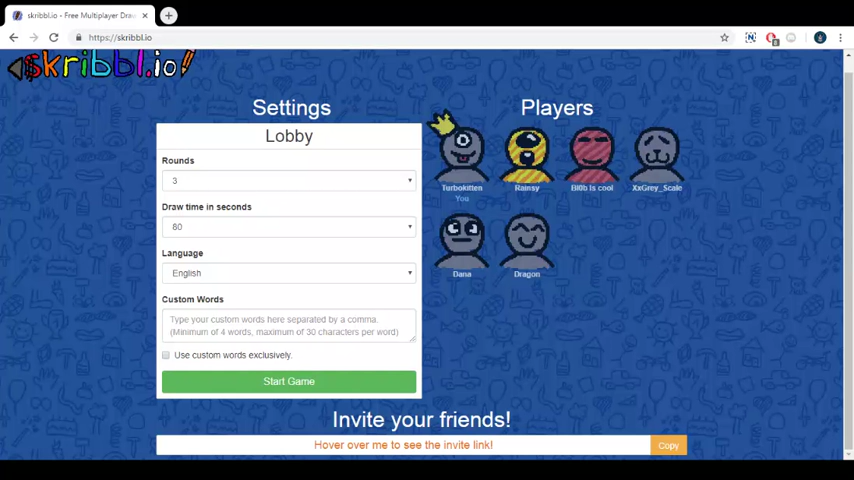 skribbl.io - Free Multiplayer Draw
https://skribbl.io
skribbl.io
Settings
Players
Lobby
Rounds
3
Draw time in seconds
80
Language
English
Custom Words
Type your custom words here separated by a comma.
(Minimum of 4 words, maximum of 30 characters per word)
Use custom words exclusively.
Start Game
Turbokitten
You
Rainsy
Bl0b is cool
XxGrey_Scale
Dana
Dragon
Invite your friends!
Hover over me to see the invite link!
Copy